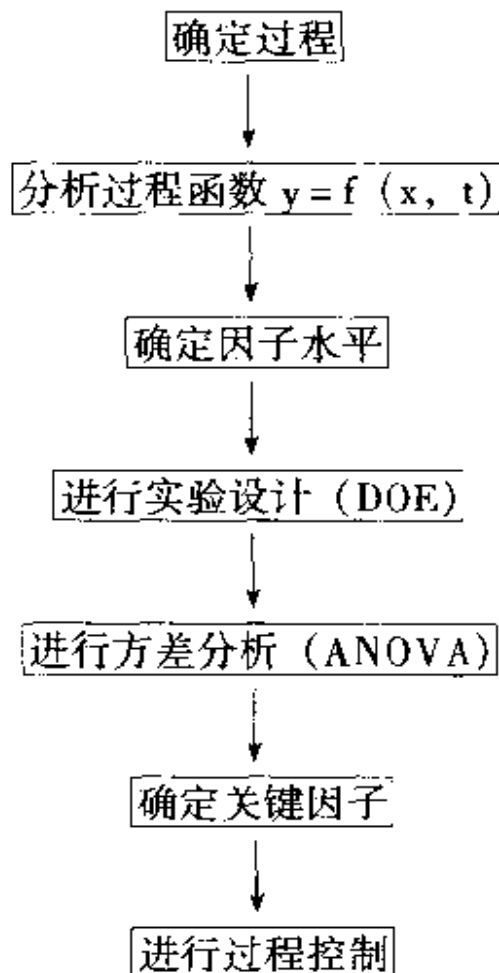 确定过程
分析过程函数 y = f (x, t)
确定因子水平
进行实验设计 (DOE)
进行方差分析 (ANOVA)
确定关键因子
进行过程控制